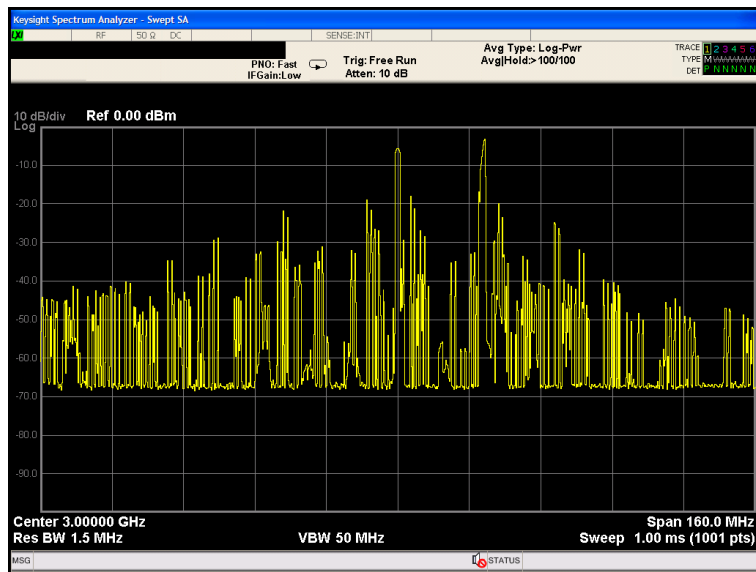 Keysight Spectrum Analyzer - Swept SA
RF 50 Ω DC SENSE:INT
PNO: Fast
IFGain:Low
Trig: Free Run
Atten: 10 dB
Avg Type: Log-Pwr
Avg|Hold:>100/100
TRACE 1 2 3 4 5 6
TYPE M
DET P N N N N N
10 dB/div Ref 0.00 dBm
Log
-10.0
-20.0
-30.0
-40.0
-50.0
-60.0
-70.0
-80.0
-90.0
Center 3.00000 GHz Span 160.0 MHz
Res BW 1.5 MHz VBW 50 MHz Sweep 1.00 ms (1001 pts)
MSG STATUS